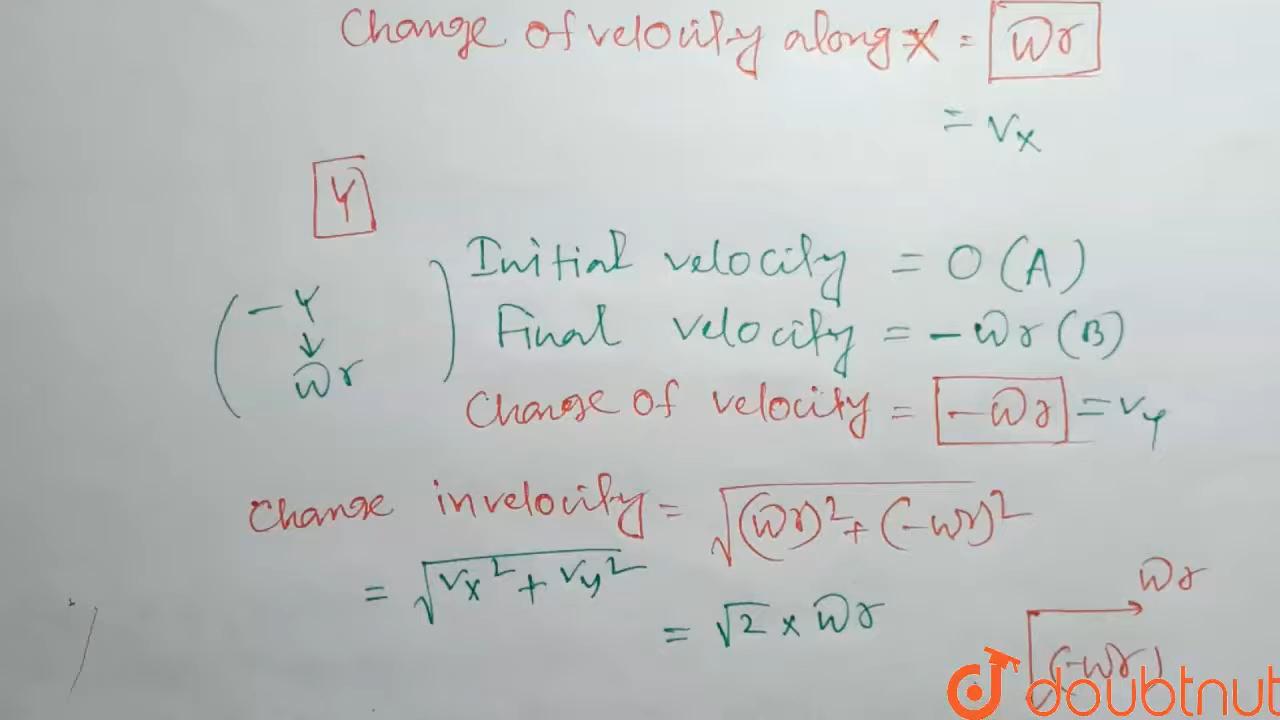 Change of velocity along X = ωr
= vx
Y
Initial velocity = 0 (A)
- Y
↓
ωr
Final velocity = - ωr (B)
Change of velocity = - ωr = vy
Change in velocity = √(ωr)² + (-ωr)²
= √vx² + vy²
= √2 × ωr
ωr
(-ωr)
doubtnut